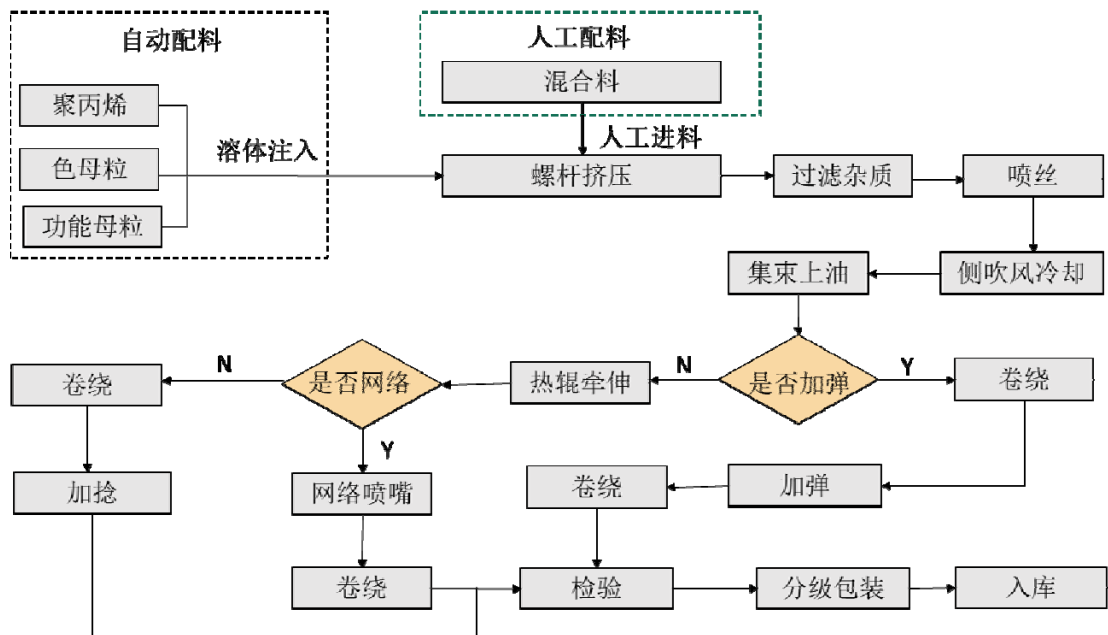 自动配料
聚丙烯
色母粒
功能母粒
溶体注入
人工配料
混合料
人工进料
螺杆挤压
过滤杂质
喷丝
侧吹风冷却
集束上油
是否加弹
N
Y
热辊牵伸
卷绕
是否网络
N
Y
卷绕
加捻
网络喷嘴
卷绕
加弹
卷绕
检验
分级包装
入库